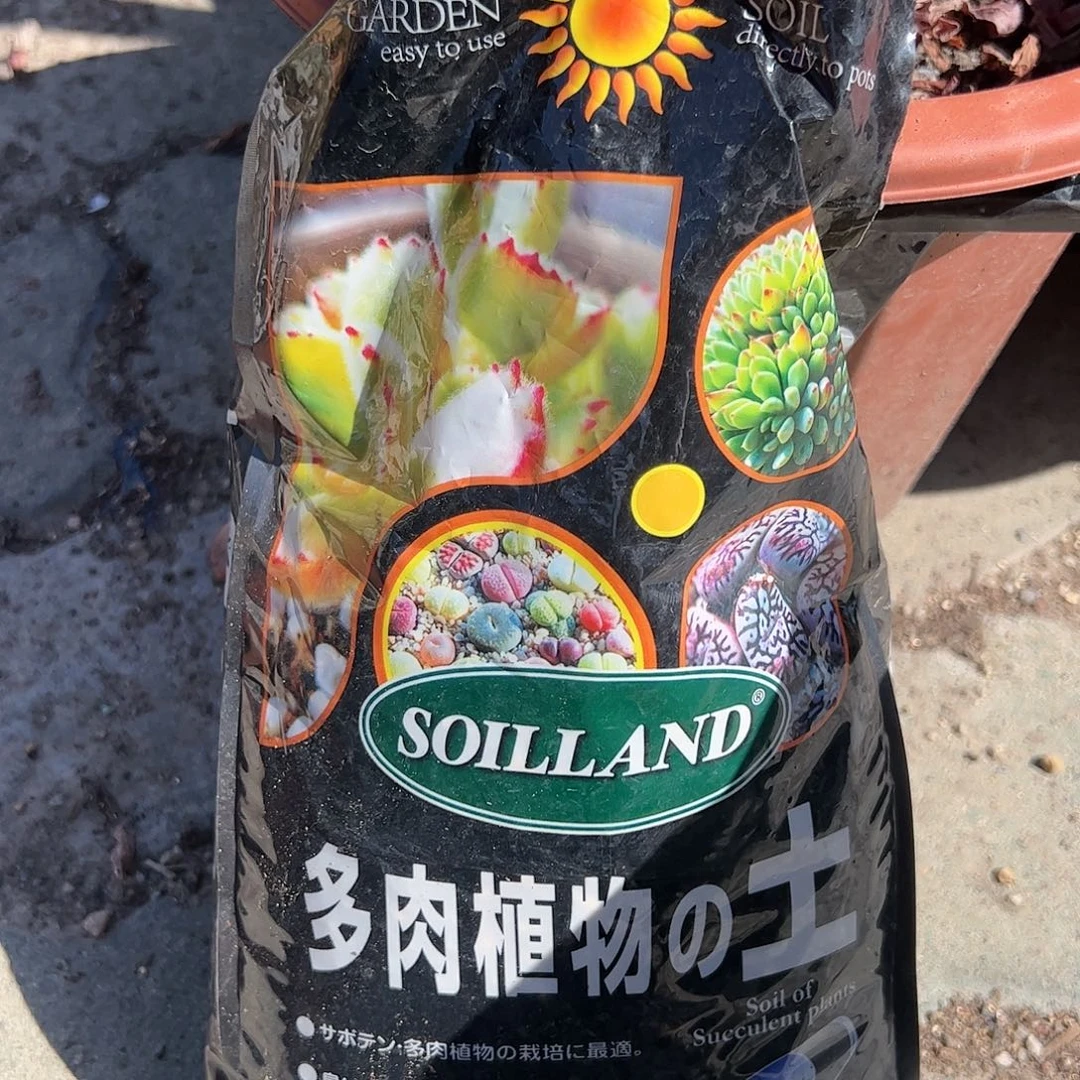 GARDEN
easy to use
SOIL
directly to pots
SOILLAND®
多肉植物の土
Soil of
Succulent plants
●サボテン・多肉植物の栽培に最適。